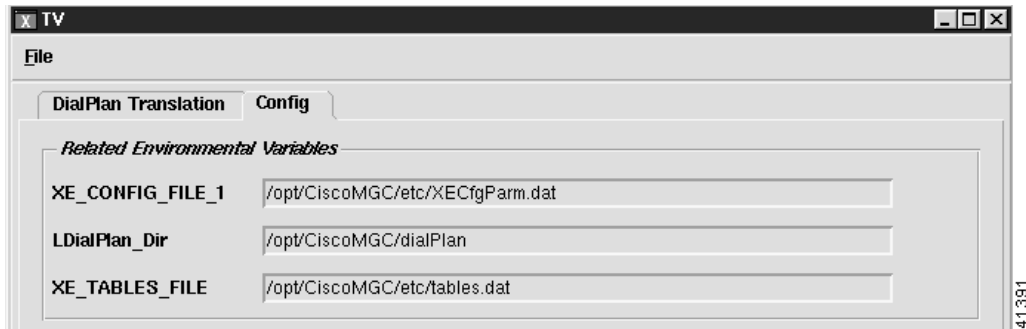 X TV
File
DialPlan Translation Config
Related Environmental Variables
XE_CONFIG_FILE_1 /opt/CiscoMGC/etc/XECfgParm.dat
LDialPlan_Dir /opt/CiscoMGC/dialPlan
XE_TABLES_FILE /opt/CiscoMGC/etc/tables.dat
41391